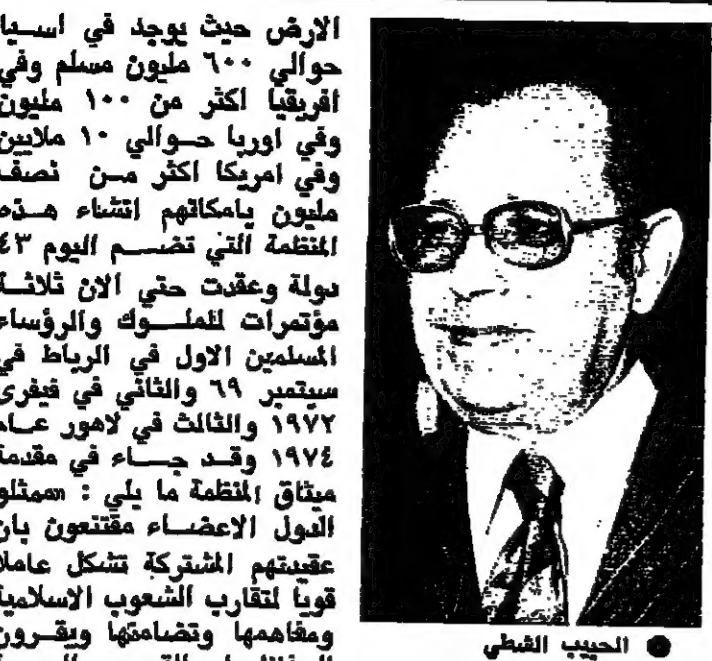 الارض حيث يوجد في اسيا
حوالي ٦٠٠ مليون مسلم وفي
افريقيا اكثر من ١٠٠ مليون
وفي اوربا حوالي ١٠ ملايين
وفي امريكا اكثر من نصف
مليون بامكانهم انشاء هذه
المنظمة التي تضم اليوم ٤٣
دولة وعقدت حتي الان ثلاثة
مؤتمرات للملوك والرؤساء
المسلمين الاول في الرباط في
سبتمبر ٦٩ والثاني في فيفرى
١٩٧٢ والثالث في لاهور عام
١٩٧٤ وقد جاء في مقدمة
ميثاق المنظمة ما يلي : «ممثلو
الدول الاعضاء مقتنعون بان
عقيدتهم المشتركة تشكل عاملا
قويا لتقارب الشعوب الاسلامية
وتفاهمها وتضامنها ويقرون
الحبيب الشطي